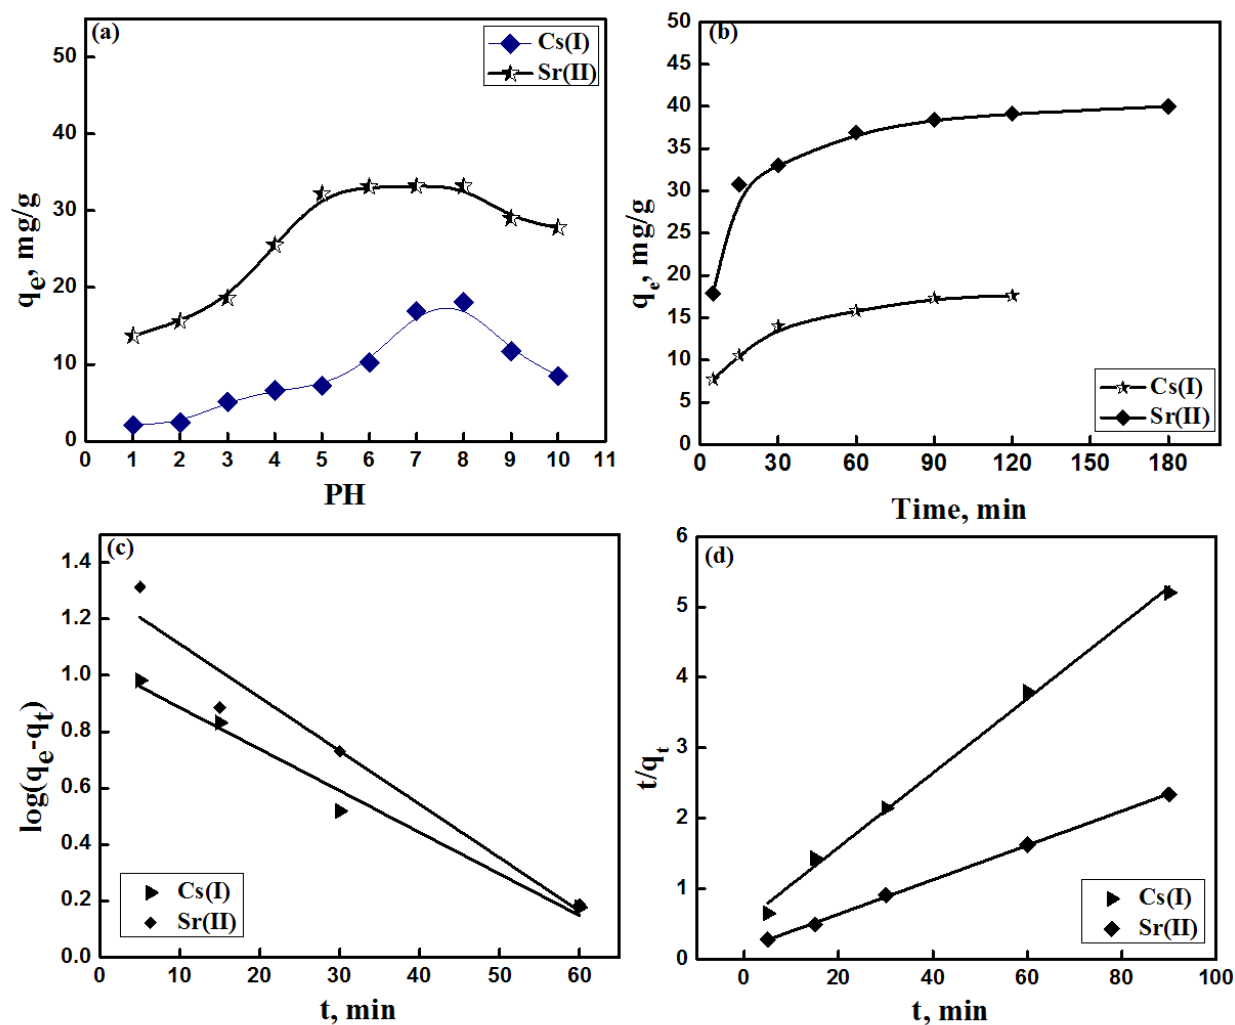 (a)
Cs(I)
Sr(II)
50
40
30
20
10
0
qe, mg/g
0 1 2 3 4 5 6 7 8 9 10 11
PH
(b)
50
45
40
35
30
25
20
15
10
5
0
qe, mg/g
Cs(I)
Sr(II)
0 30 60 90 120 150 180
Time, min
(c)
1.4
1.2
1.0
0.8
0.6
0.4
0.2
0.0
log(qe-qt)
Cs(I)
Sr(II)
0 10 20 30 40 50 60
t, min
(d)
6
5
4
3
2
1
0
t/qt
Cs(I)
Sr(II)
0 20 40 60 80 100
t, min